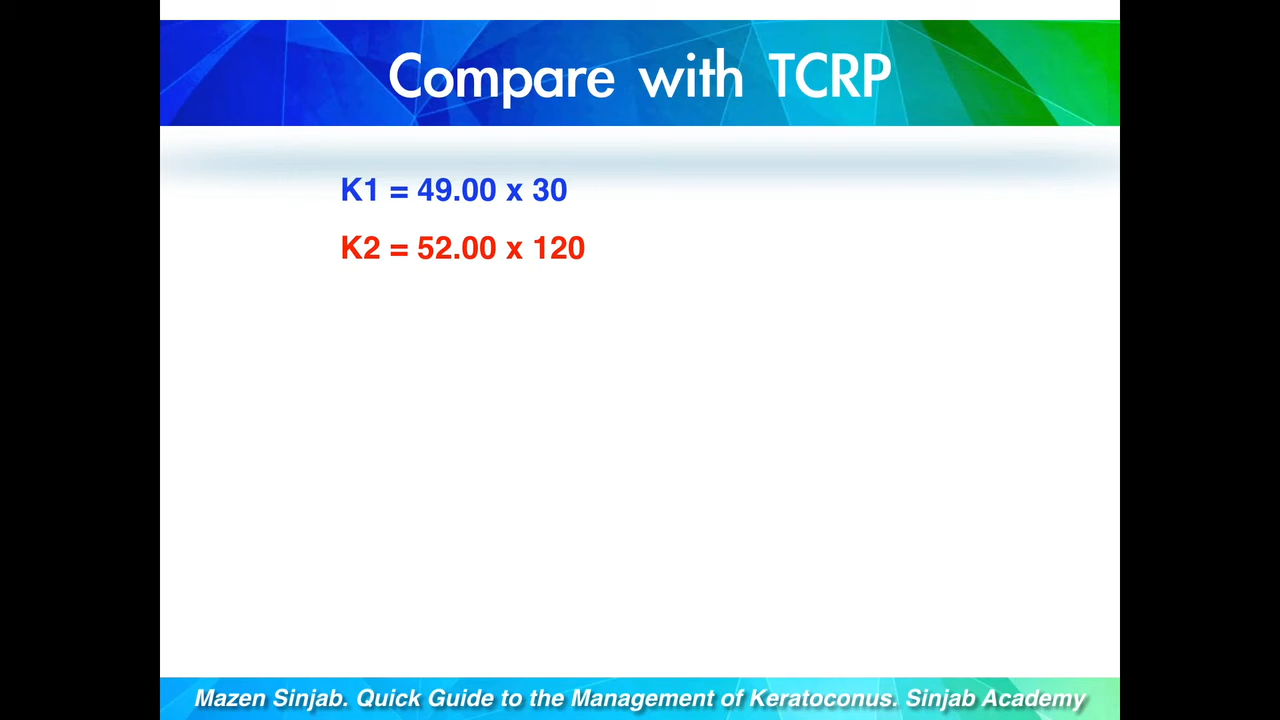 Compare with TCRP
K1 = 49.00 x 30
K2 = 52.00 x 120
Mazen Sinjab. Quick Guide to the Management of Keratoconus. Sinjab Academy